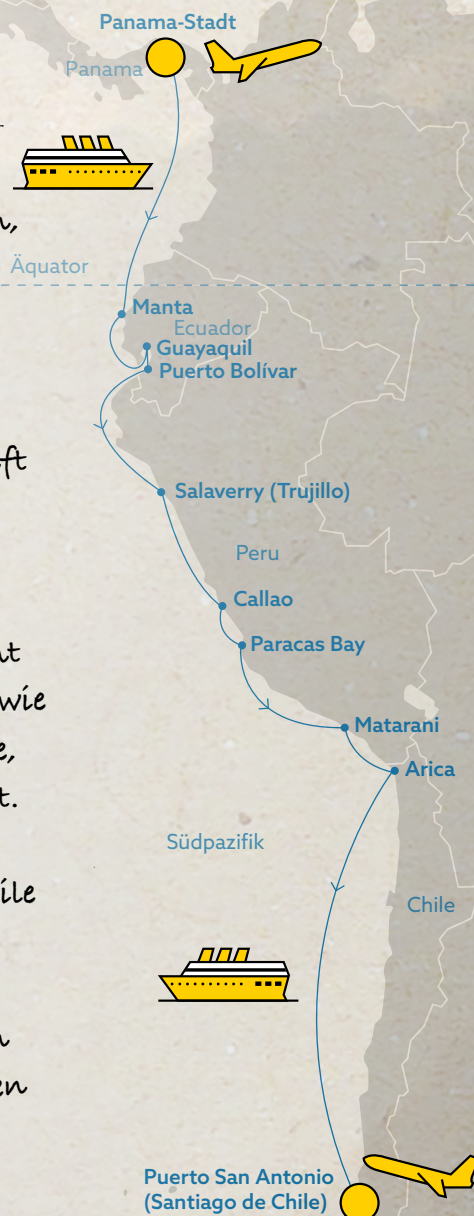 Panama-Stadt
Panama
Äquator
Manta
Ecuador
Guayaquil
Puerto Bolívar
Salaverry (Trujillo)
Peru
Callao
Paracas Bay
wie
Matarani
Arica
Südpazifik
Chile
Puerto San Antonio
(Santiago de Chile)